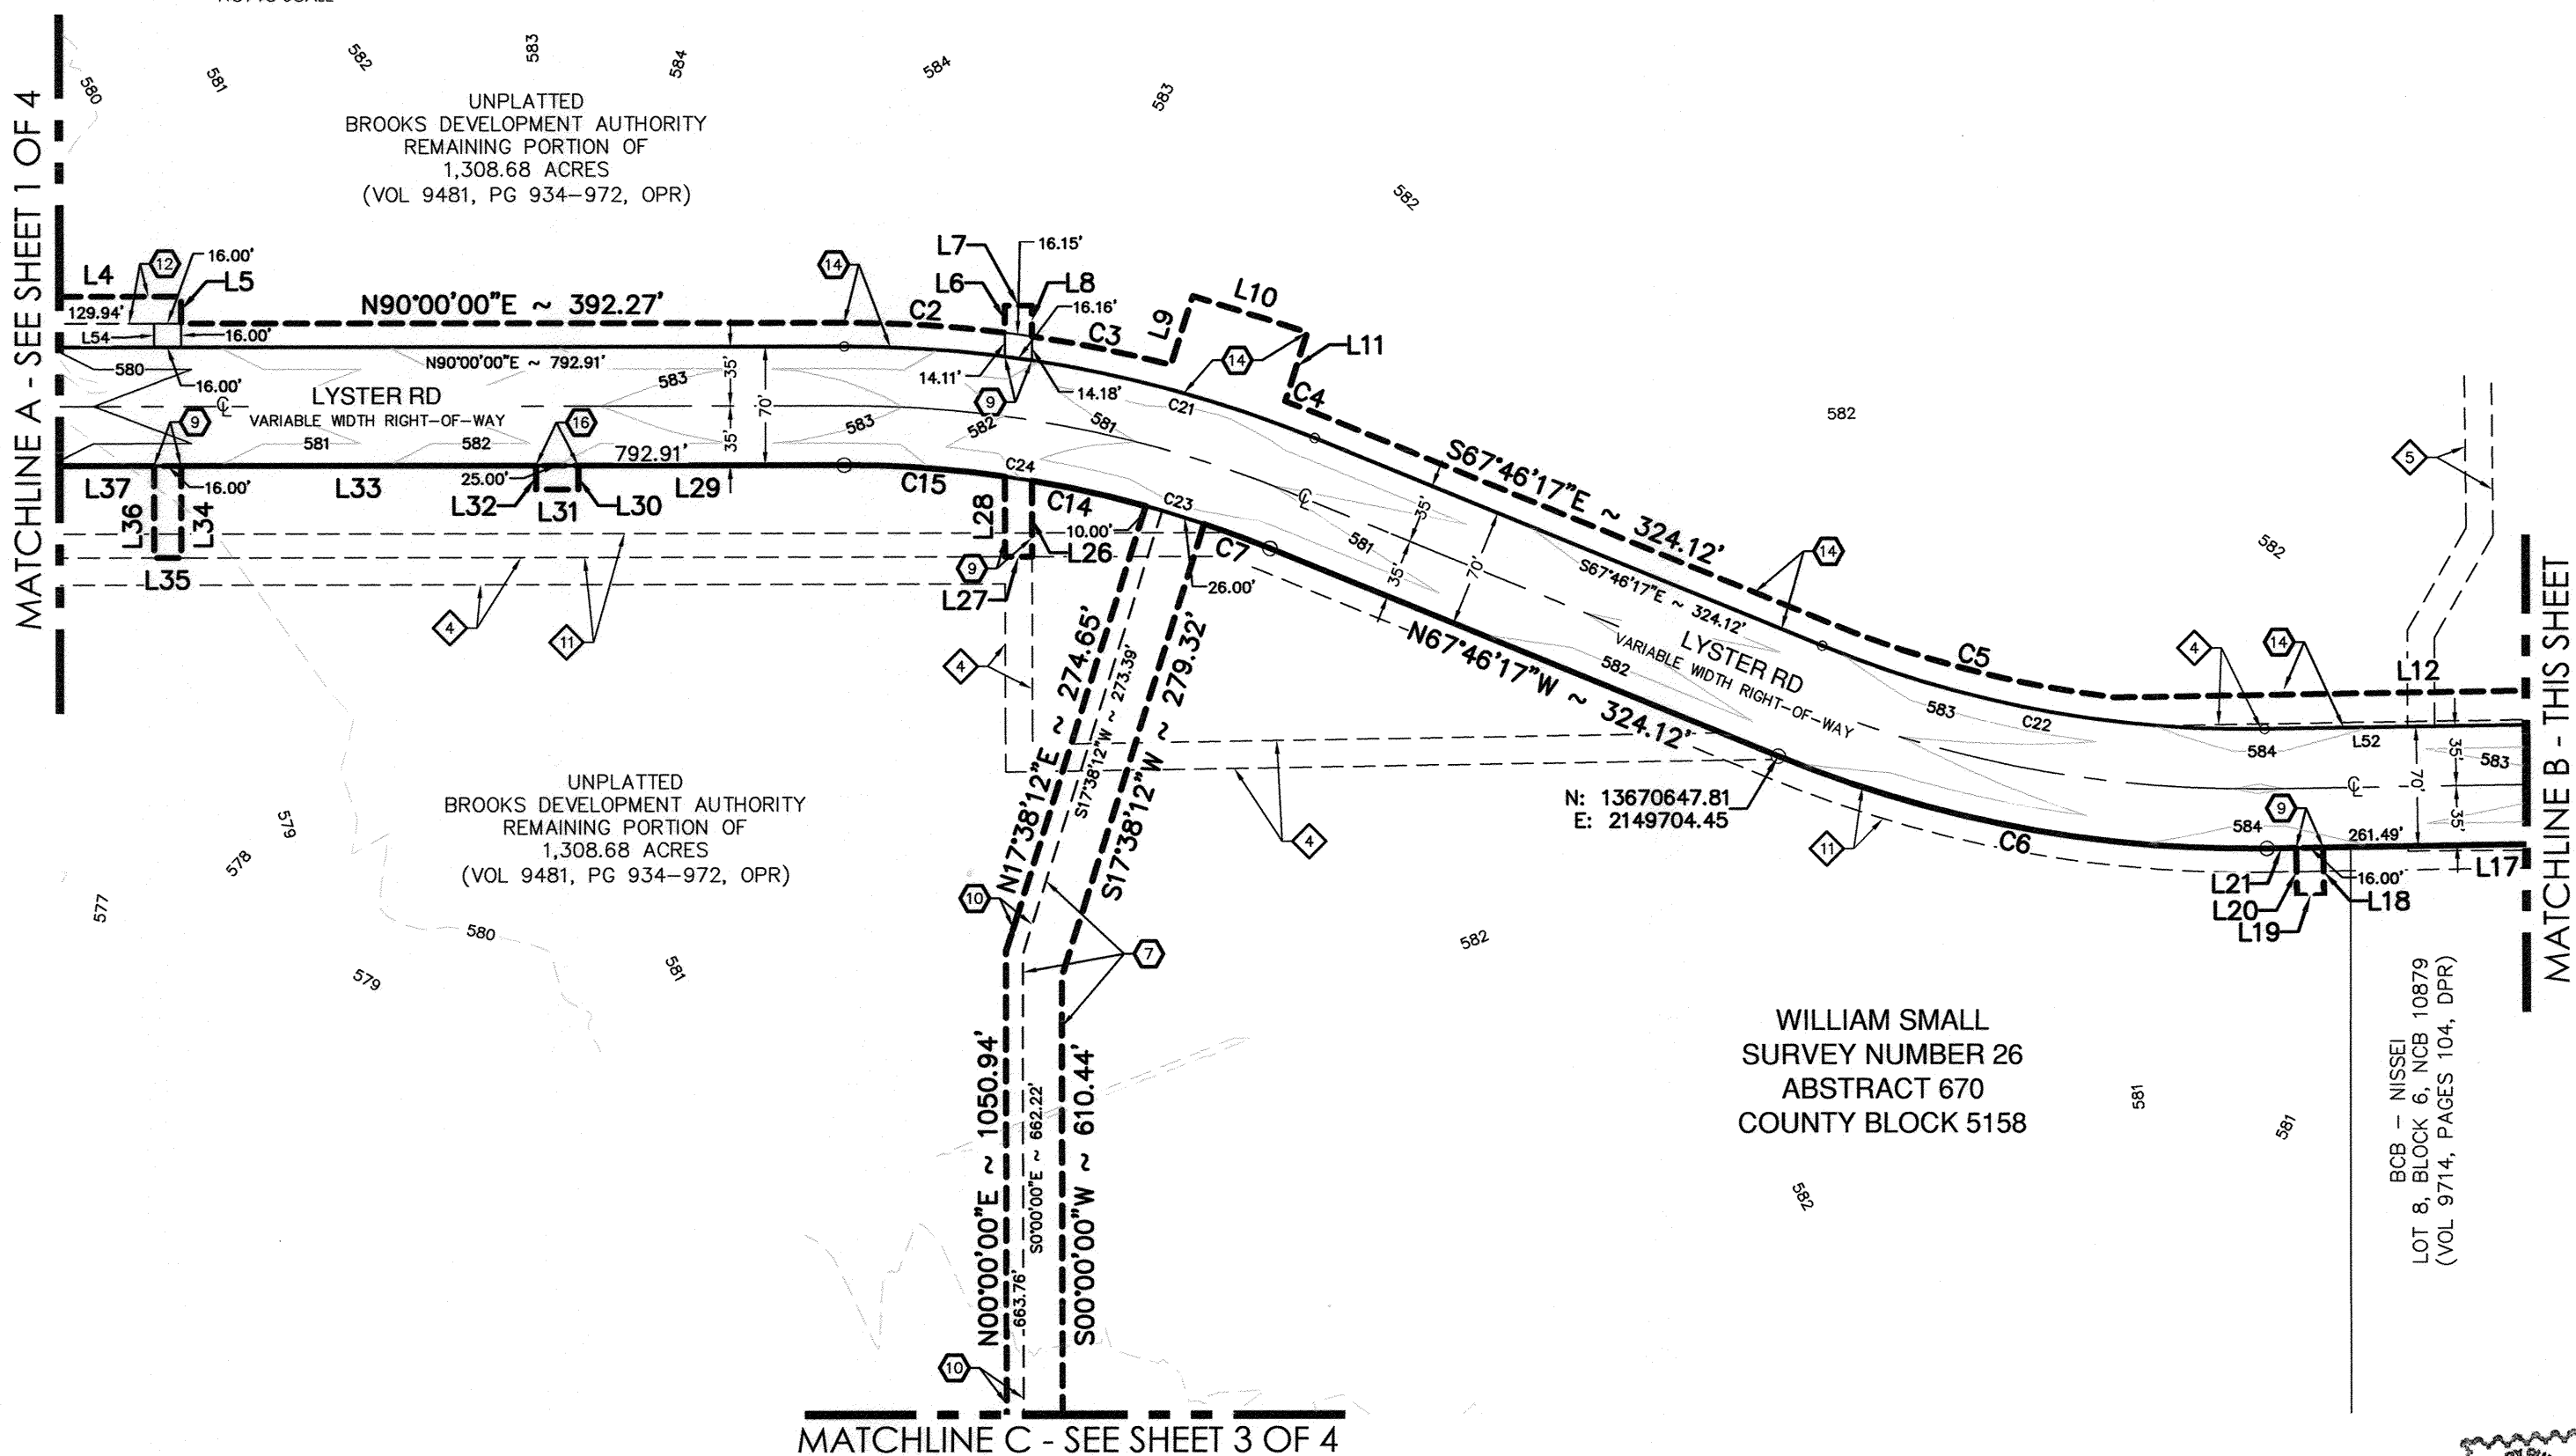 MATCHLINE A - SEE SHEET 1 OF 4
580
581
582
583
584
584
583
582
UNPLATTED
BROOKS DEVELOPMENT AUTHORITY
REMAINING PORTION OF
1,308.68 ACRES
(VOL 9481, PG 934-972, OPR)
L4
12
16.00'
L5
129.94'
L54
16.00'
N90°00'00"E ~ 392.27'
14
C2
L7
16.15'
L6
L8
16.16'
C3
L9
L10
L11
14
C4
580
16.00'
N90°00'00"E ~ 792.91'
583
35'
70'
35'
14.11'
9
14.18'
C21
LYSTER RD
VARIABLE WIDTH RIGHT-OF-WAY
℄
9
581
582
16
583
582
581
792.91'
25.00'
L37
16.00'
L33
L32
L31
L30
L29
C15
C24
L28
C14
C23
10.00'
L26
C7
26.00'
L36
L34
L35
9
L27
4
11
4
S67°46'17"E ~ 324.12'
582
℄
35'
35'
70'
581
S67°46'17"E ~ 324.12'
14
N67°46'17"W ~ 324.12'
LYSTER RD
VARIABLE WIDTH RIGHT-OF-WAY
582
5
582
C5
4
14
L12
583
C22
584
L52
583
35'
70'
35'
℄
9
584
261.49'
C6
L21
L20
L19
16.00'
L18
L17
MATCHLINE B - THIS SHEET
N: 13670647.81
E: 2149704.45
11
4
N17°38'12"E ~ 274.65'
S17°38'12"W ~ 273.39'
S17°38'12"W ~ 279.32'
10
7
UNPLATTED
BROOKS DEVELOPMENT AUTHORITY
REMAINING PORTION OF
1,308.68 ACRES
(VOL 9481, PG 934-972, OPR)
579
578
577
580
579
581
582
N00°00'00"E ~ 1050.94'
663.76'
S0°00'00"E ~ 662.22'
S00°00'00"W ~ 610.44'
10
WILLIAM SMALL
SURVEY NUMBER 26
ABSTRACT 670
COUNTY BLOCK 5158
582
581
581
BCB - NISSEI
LOT 8, BLOCK 6, NCB 10879
(VOL 9714, PAGES 104, DPR)
MATCHLINE C - SEE SHEET 3 OF 4